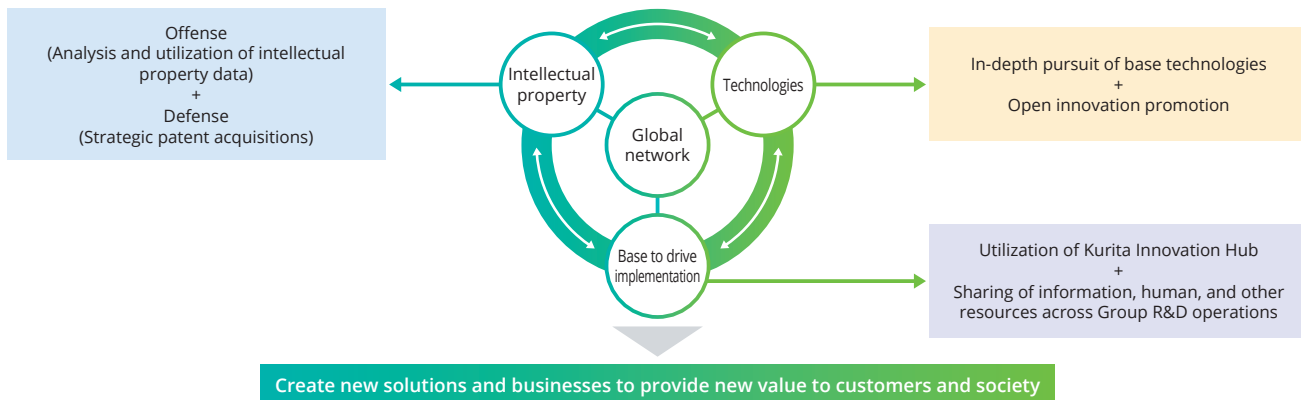 Offense
(Analysis and utilization of intellectual
property data)
+
Defense
(Strategic patent acquisitions)
Intellectual
property
Technologies
Global
network
Base to drive
implementation
In-depth pursuit of base technologies
+
Open innovation promotion
Utilization of Kurita Innovation Hub
+
Sharing of information, human, and other
resources across Group R&D operations
Create new solutions and businesses to provide new value to customers and society